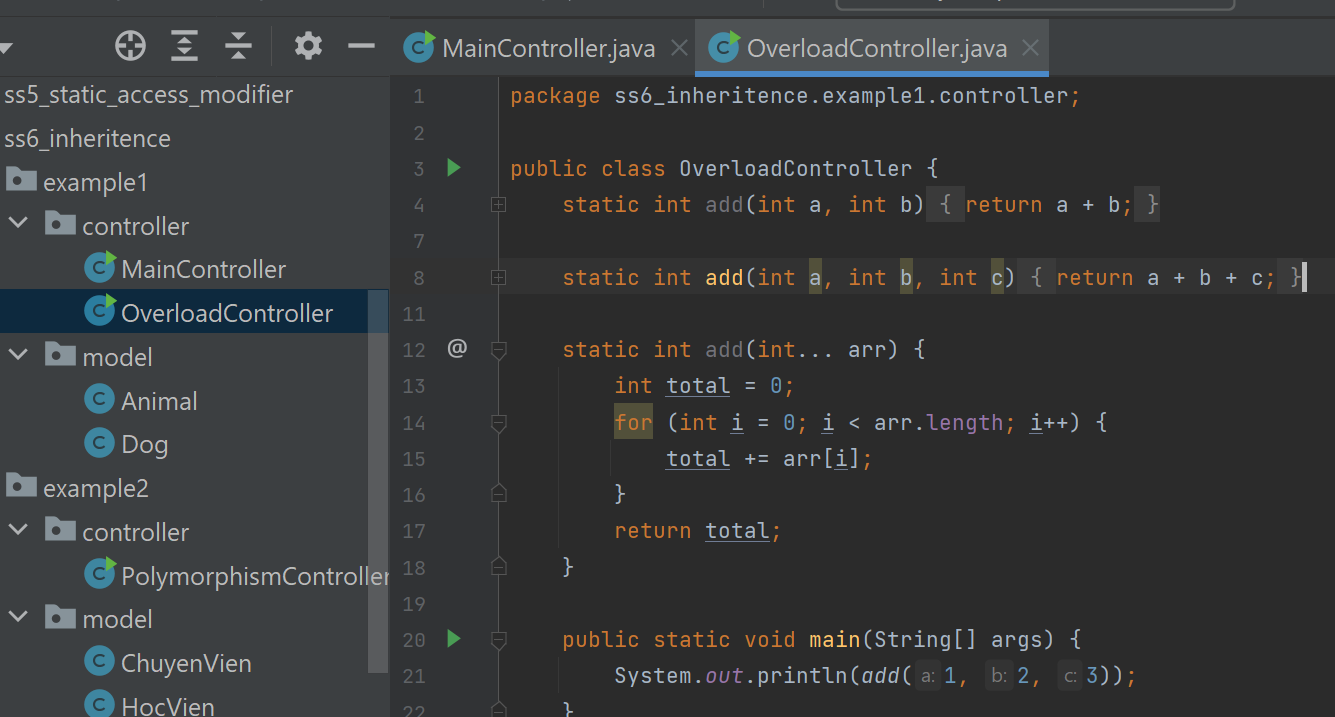 MainController.java
OverloadController.java
ss5_static_access_modifier
ss6_inheritence
example1
controller
MainController
OverloadController
model
Animal
Dog
example2
controller
PolymorphismController
model
ChuyenVien
HocVien
1 package ss6_inheritence.example1.controller;
2
3 public class OverloadController {
4 static int add(int a, int b) { return a + b; }
7
8 static int add(int a, int b, int c) { return a + b + c; }
11
12 @ static int add(int... arr) {
13 int total = 0;
14 for (int i = 0; i < arr.length; i++) {
15 total += arr[i];
16 }
17 return total;
18 }
19
20 public static void main(String[] args) {
21 System.out.println(add( a: 1, b: 2, c: 3));
22 }